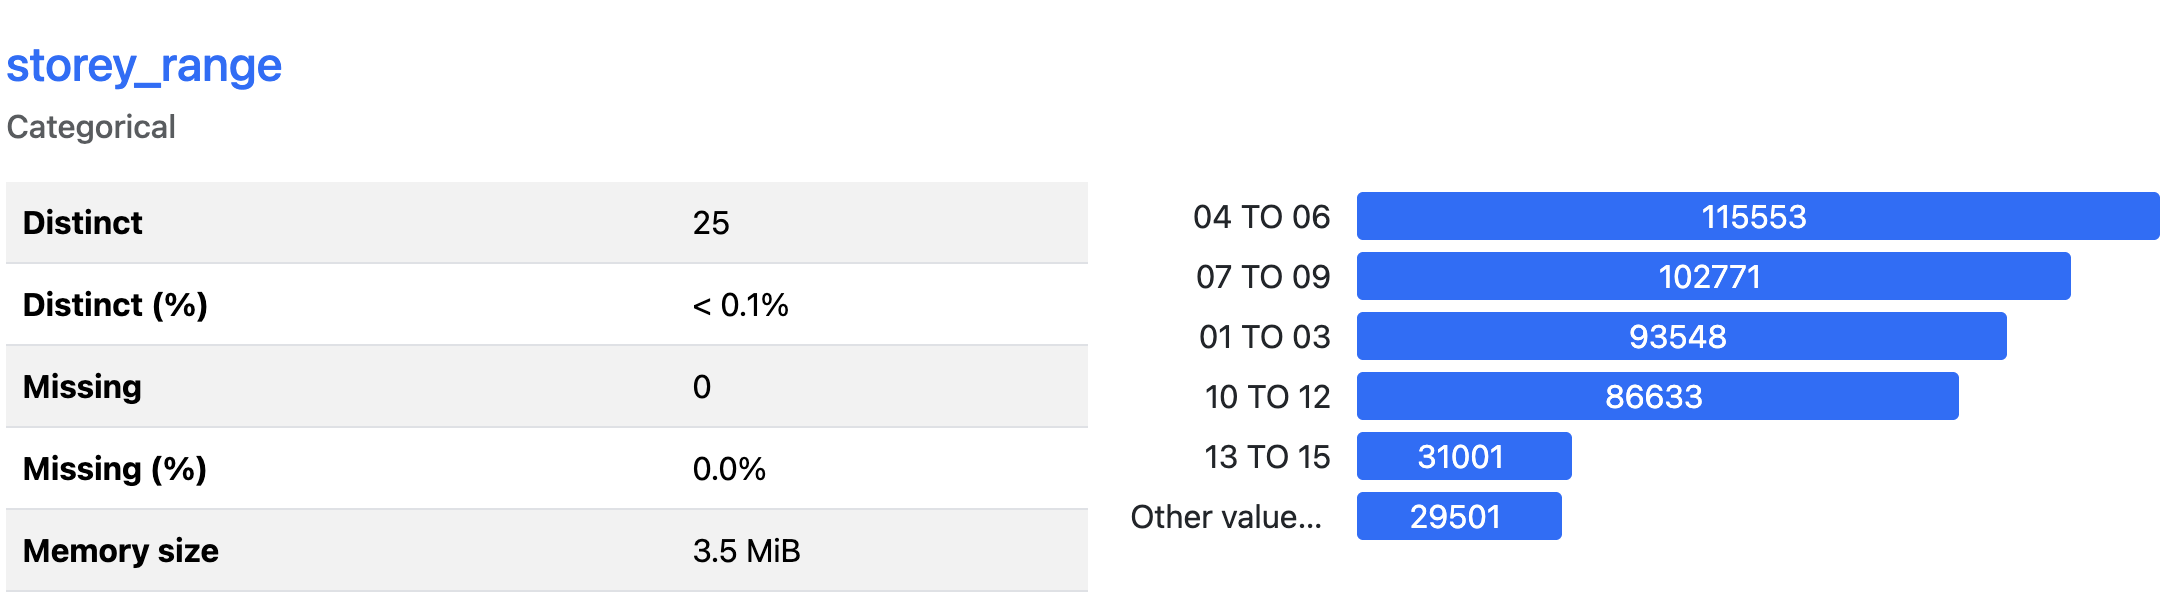 storey_range
Categorical
Distinct 25
Distinct (%) < 0.1%
Missing 0
Missing (%) 0.0%
Memory size 3.5 MiB
04 TO 06 115553
07 TO 09 102771
01 TO 03 93548
10 TO 12 86633
13 TO 15 31001
Other value... 29501